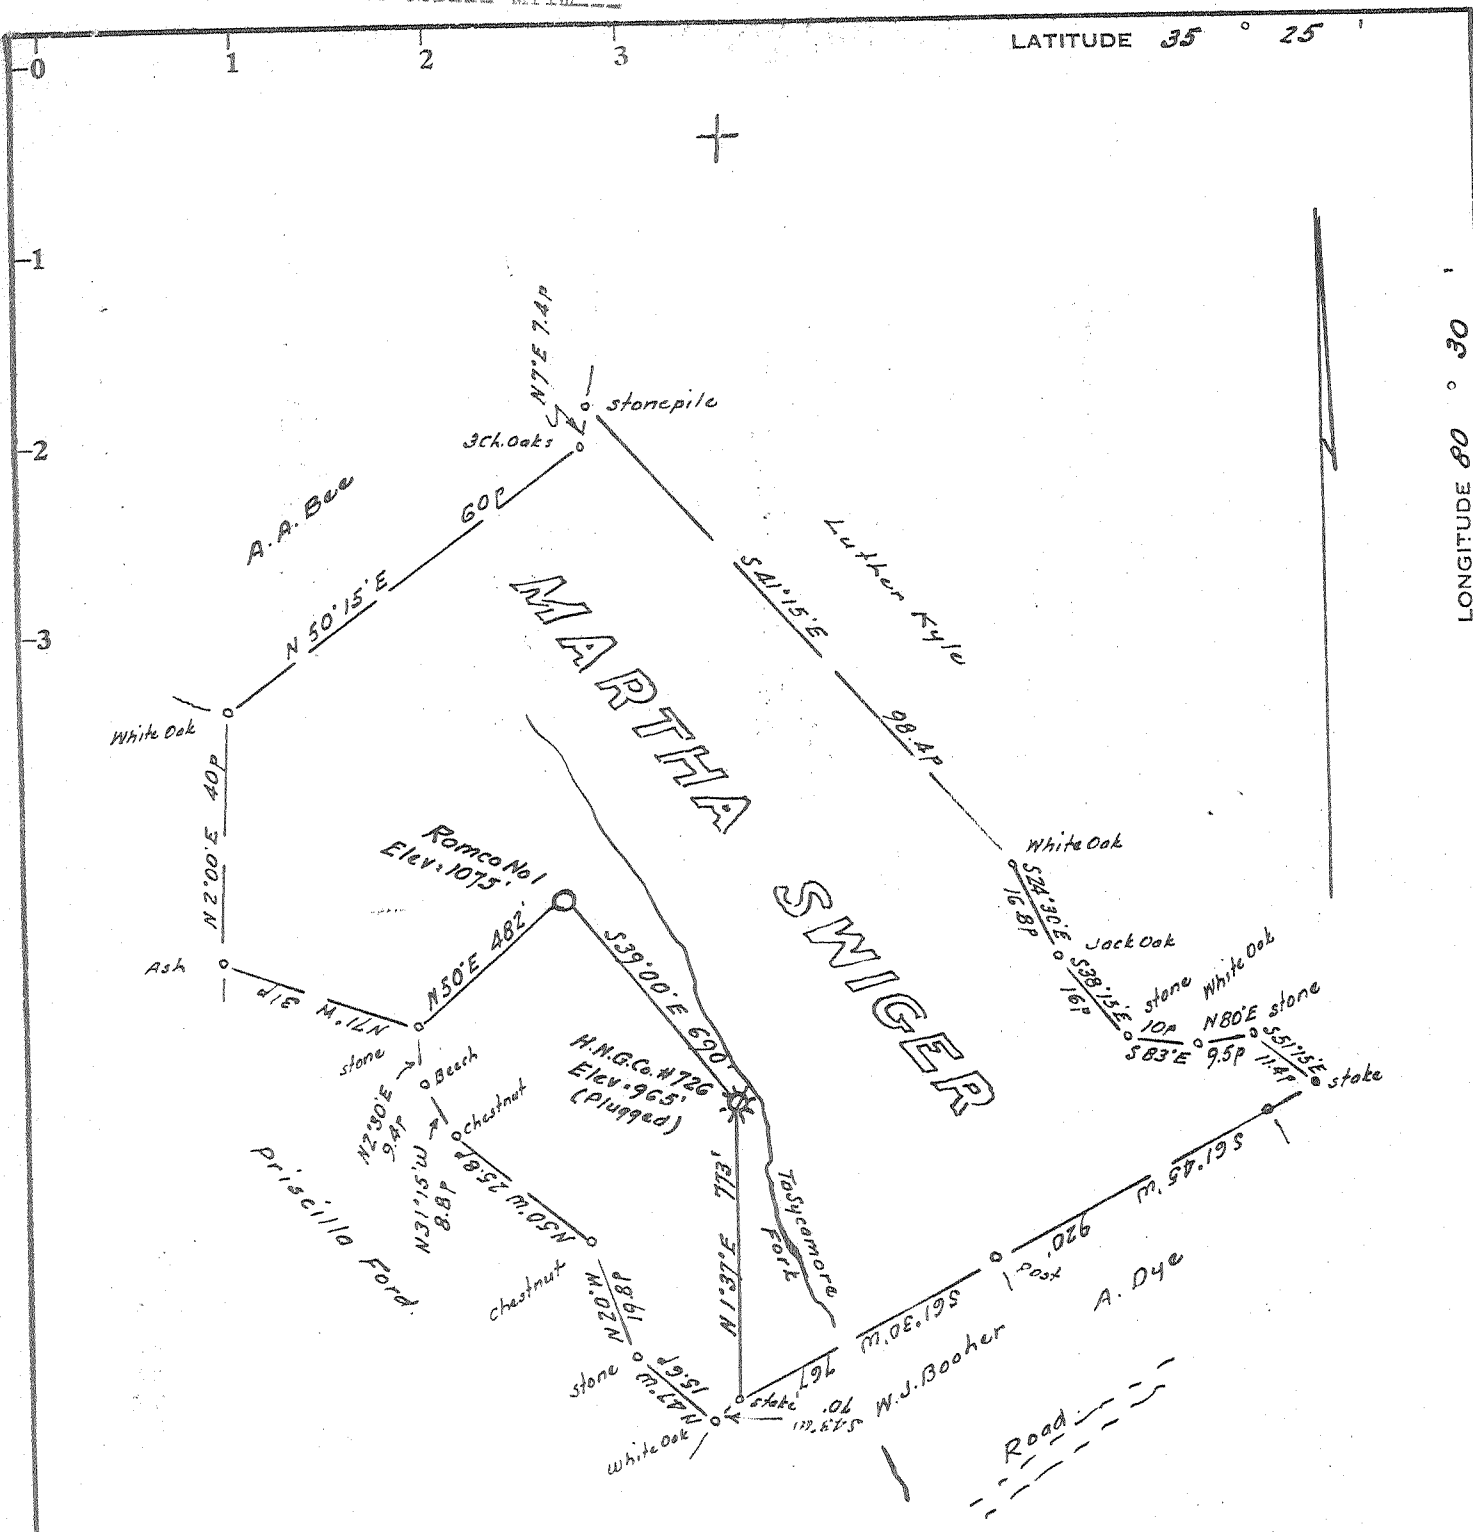 LATITUDE 35 ° 25 '
0 1 2 3
-1
-2
-3
LONGITUDE 80 ° 30 '
N7°E 7.4P
stonepile
3ch.Oaks
A.A. Bee
60P
N 50°15'E
Luther Kyle
S41°15'E
98.4P
MARTHA
SWIGER
White Oak
40P
N 2°00'E
Ash
N71°W 31P
Romco No 1
Elev: 1075'
N50°E 482'
S39°00'E 690'
H.N.G.Co. #726
Elev = 965'
(Plugged)
White Oak
S24°30'E
16.8P
Jack Oak
S38°15'E
16P
stone
10P
S83°E
White Oak
N80°E
9.5P
stone
S51°15'E
11.4P
stake
stone
Beech
N2°30'E
9.4P
chestnut
N31°15'W
8.8P
N50°W 25.8P
Priscilla Ford.
chestnut
N20°W
19.8P
stone
N47°W
15.6P
White Oak
stake
N 1°37'E 773'
To Sycamore
Fork
S61°45'W
920'
Post
S61°30'W
767'
70'
A. Dye
W.J. Booher
Road